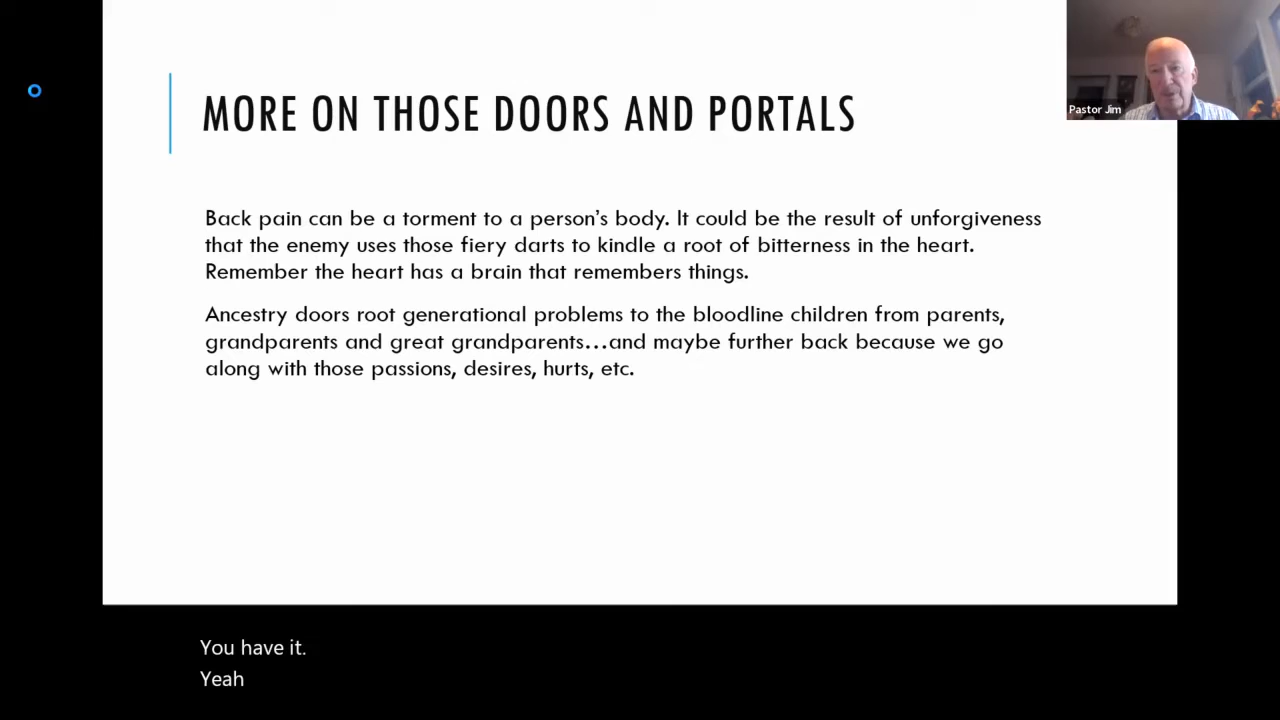 MORE ON THOSE DOORS AND PORTALS
Pastor Jim
Back pain can be a torment to a person's body. It could be the result of unforgiveness
that the enemy uses those fiery darts to kindle a root of bitterness in the heart.
Remember the heart has a brain that remembers things.
Ancestry doors root generational problems to the bloodline children from parents,
grandparents and great grandparents...and maybe further back because we go
along with those passions, desires, hurts, etc.
You have it.
Yeah